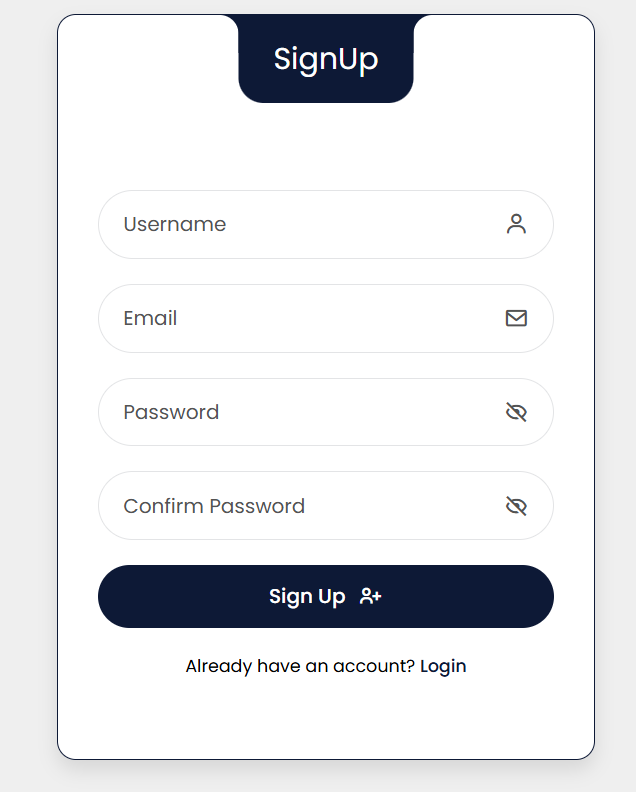 SignUp
Username
Email
Password
Confirm Password
Sign Up
Already have an account? Login